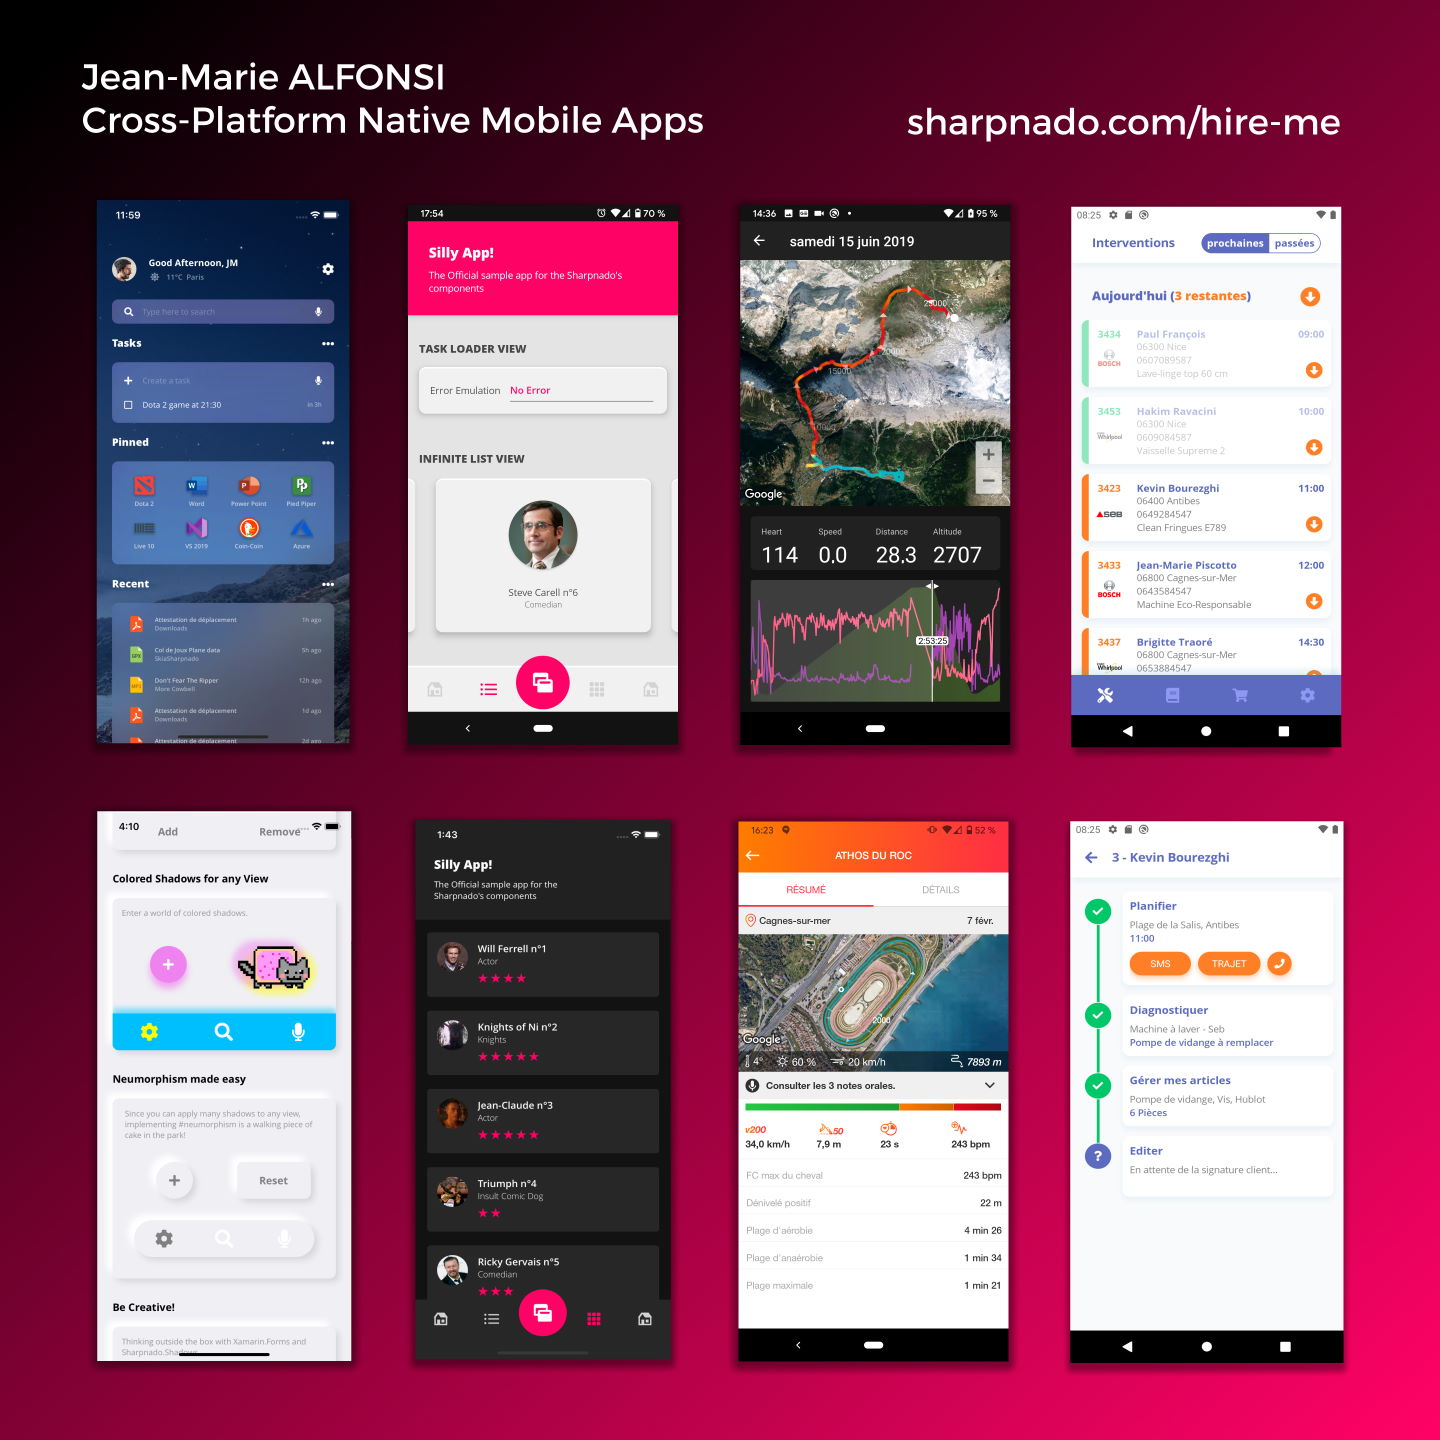 Jean-Marie ALFONSI
Cross-Platform Native Mobile Apps
sharpnado.com/hire-me
11:59
Good Afternoon, JM
11°C Paris
Type here to search
Tasks
Create a task
Dota 2 game at 21:30
in 3h
Pinned
Dota 2
Word
Power Point
Pied Piper
Live 10
VS 2019
Coin-Coin
Azure
Recent
Attestation de déplacement
1h ago
Downloads
Col de Joux Plane data
5h ago
SkiaSharpnado
Don't Fear The Ripper
12h ago
More Cowbell
Attestation de déplacement
1d ago
Downloads
Attestation de déplacement
2d ago
17:54
70 %
Silly App!
The Official sample app for the Sharpnado's
components
TASK LOADER VIEW
Error Emulation No Error
INFINITE LIST VIEW
Steve Carell n°6
Comedian
14:36
95 %
samedi 15 juin 2019
25000
20000
15000
10000
+
−
Google
Heart Speed Distance Altitude
114 0,0 28,3 2707
2:53:25
08:25
Interventions
prochaines passées
Aujourd'hui (3 restantes)
3434 Paul François 09:00
06300 Nice
BOSCH
0607089587
Lave-linge top 60 cm
3453 Hakim Ravacini 10:00
06300 Nice
Whirlpool
0609084587
Vaisselle Supreme 2
3423 Kevin Bourezghi 11:00
06400 Antibes
SEB
0649284547
Clean Fringues E789
3433 Jean-Marie Piscotto 12:00
06800 Cagnes-sur-Mer
BOSCH
0643584547
Machine Eco-Responsable
3437 Brigitte Traoré 14:30
06800 Cagnes-sur-Mer
Whirlpool
0653884547
4:10
Add Remove
Colored Shadows for any View
Enter a world of colored shadows.
+
Neumorphism made easy
Since you can apply many shadows to any view,
implementing #neumorphism is a walking piece of
cake in the park!
+
Reset
Be Creative!
Thinking outside the box with Xamarin.Forms and
Sharpnado.Shadows
1:43
Silly App!
The Official sample app for the
Sharpnado's components
Will Ferrell n°1
Actor
Knights of Ni n°2
Knights
Jean-Claude n°3
Actor
Triumph n°4
Insult Comic Dog
Ricky Gervais n°5
Comedian
16:23
52 %
ATHOS DU ROC
RÉSUMÉ DÉTAILS
Cagnes-sur-mer 7 févr.
2000
Google
4° 60 % 20 km/h 7893 m
Consulter les 3 notes orales.
v200 50
34,0 km/h 7,9 m 23 s 243 bpm
FC max du cheval 243 bpm
Dénivelé positif 22 m
Plage d'aérobie 4 min 26
Plage d'anaérobie 1 min 34
Plage maximale 1 min 21
08:25
3 - Kevin Bourezghi
Planifier
Plage de la Salis, Antibes
11:00
SMS TRAJET
Diagnostiquer
Machine à laver - Seb
Pompe de vidange à remplacer
Gérer mes articles
Pompe de vidange, Vis, Hublot
6 Pièces
?
Editer
En attente de la signature client...